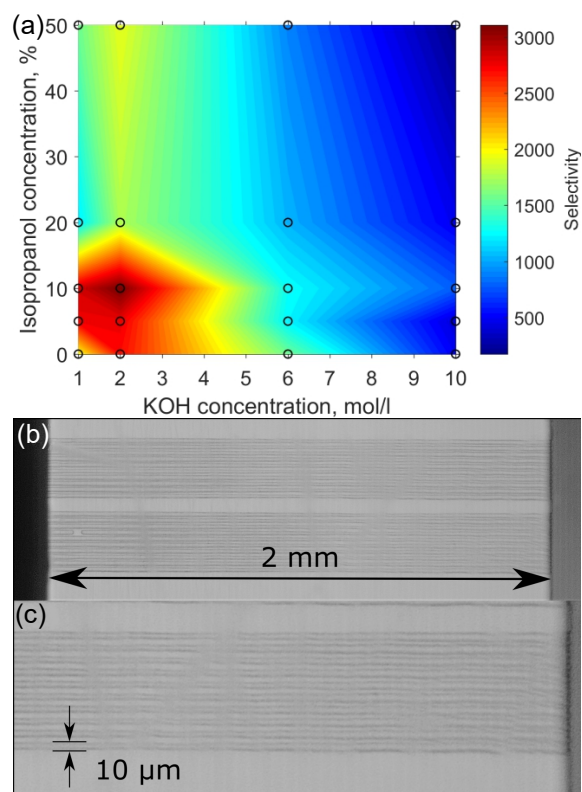 (a)
Isopropanol concentration, %
50
40
30
20
10
0
1 2 3 4 5 6 7 8 9 10
KOH concentration, mol/l
3000
2500
2000
1500
1000
500
Selectivity
(b)
2 mm
(c)
10 µm